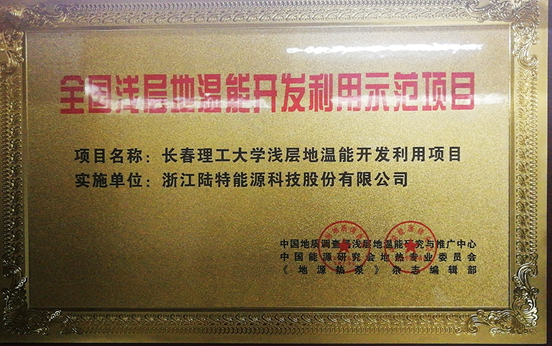 全国浅层地温能开发利用示范项目
项目名称：长春理工大学浅层地温能开发利用项目
实施单位：浙江陆特能源科技股份有限公司
中国地质调查局浅层地温能研究与推广中心
中国能源研究会地热专业委员会
《地源热泵》杂志编辑部